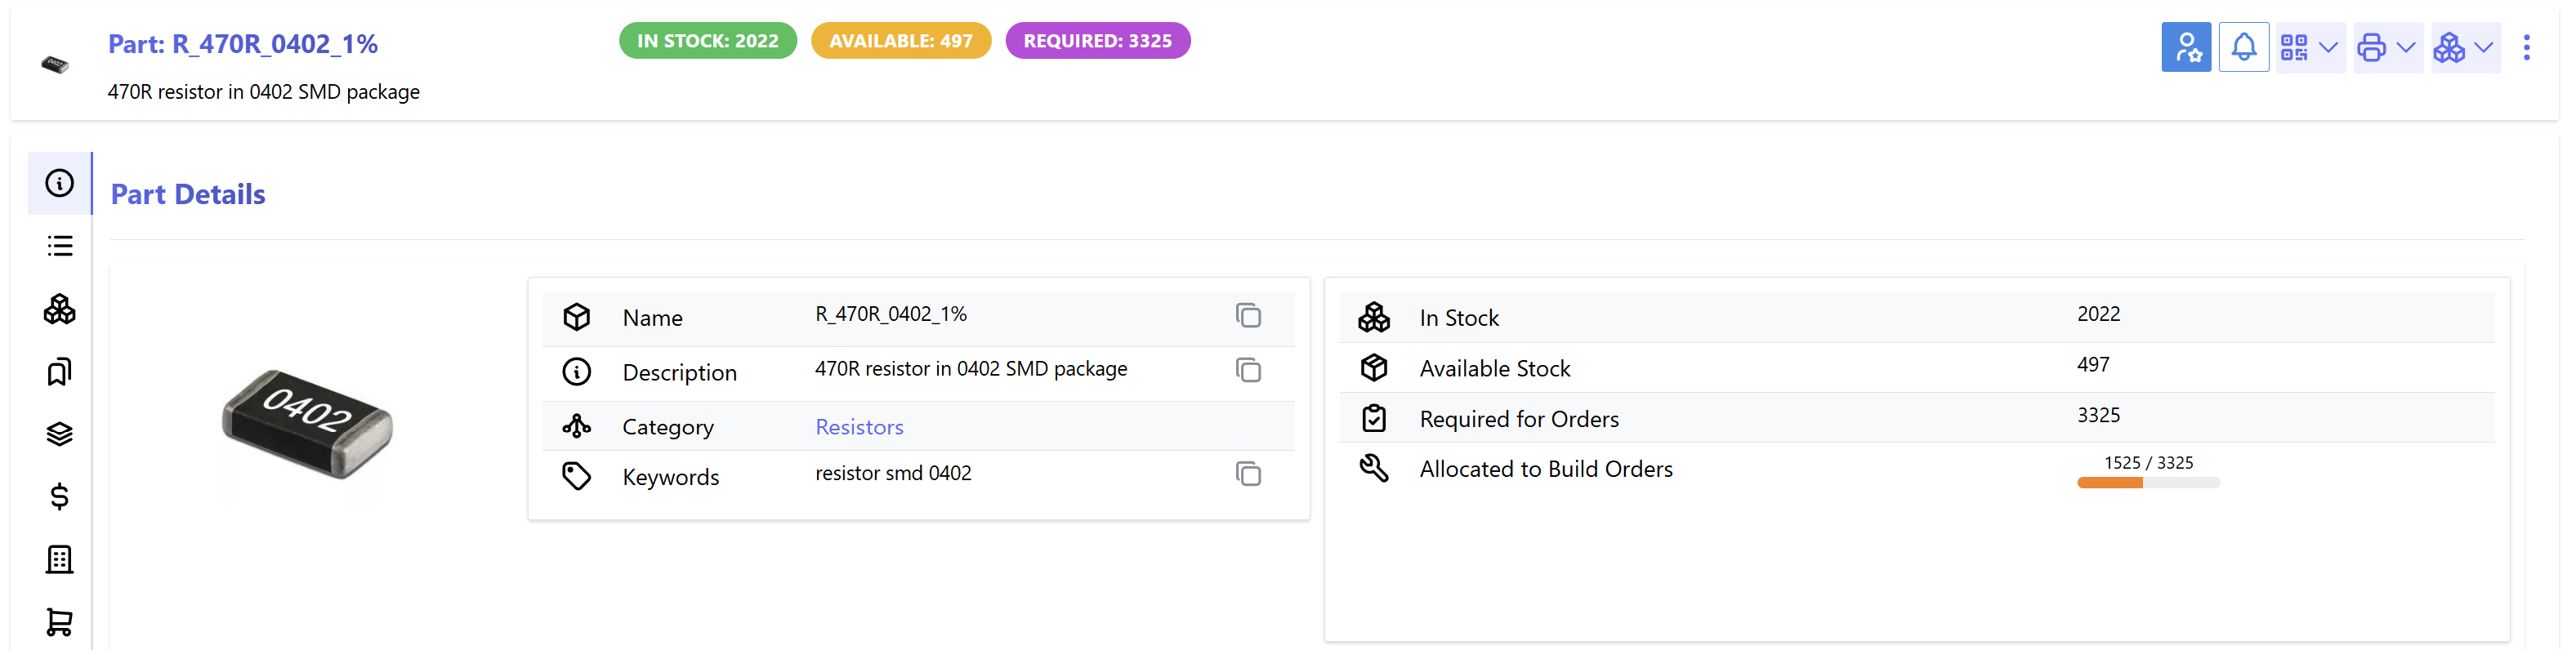 Part: R_470R_0402_1%
470R resistor in 0402 SMD package
IN STOCK: 2022
AVAILABLE: 497
REQUIRED: 3325
Part Details
0402
Name R_470R_0402_1%
Description 470R resistor in 0402 SMD package
Category Resistors
Keywords resistor smd 0402
In Stock 2022
Available Stock 497
Required for Orders 3325
Allocated to Build Orders 1525 / 3325